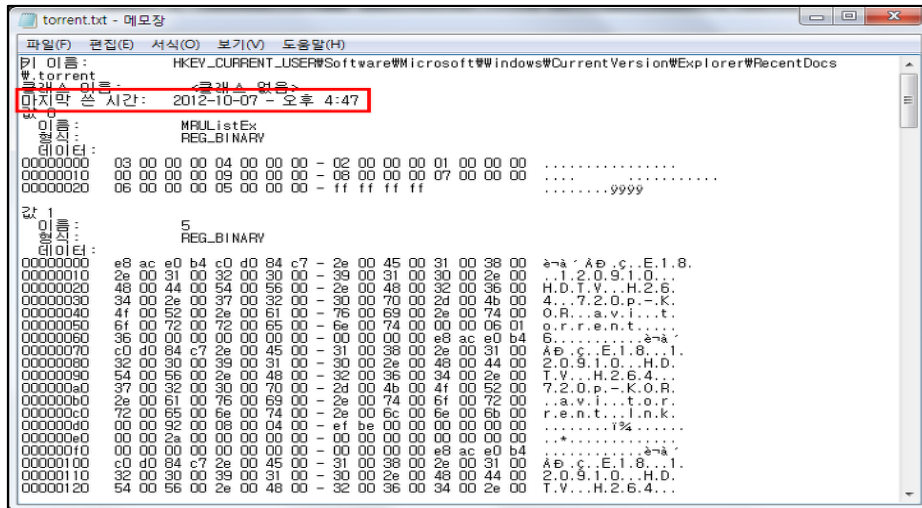 torrent.txt - 메모장
파일(F) 편집(E) 서식(O) 보기(V) 도움말(H)
키 이름: HKEY_CURRENT_USER₩Software₩Microsoft₩Windows₩CurrentVersion₩Explorer₩RecentDocs
₩.torrent
클래스 이름: <클래스 없음>
마지막 쓴 시간: 2012-10-07 - 오후 4:47
값 0
이름: MRUListEx
형식: REG_BINARY
데이터:
00000000 03 00 00 00 04 00 00 00 - 02 00 00 00 01 00 00 00 ................
00000010 00 00 00 00 09 00 00 00 - 08 00 00 00 07 00 00 00 .... ...........
00000020 06 00 00 00 05 00 00 00 - ff ff ff ff ........ÿÿÿÿ
값 1
이름: 5
형식: REG_BINARY
데이터:
00000000 e8 ac e0 b4 c0 d0 84 c7 - 2e 00 45 00 31 00 38 00 è¬à´ÀÐ.Ç..E.1.8.
00000010 2e 00 31 00 32 00 30 00 - 39 00 31 00 30 00 2e 00 ..1.2.0.9.1.0...
00000020 48 00 44 00 54 00 56 00 - 2e 00 48 00 32 00 36 00 H.D.T.V...H.2.6.
00000030 34 00 2e 00 37 00 32 00 - 30 00 70 00 2d 00 4b 00 4...7.2.0.p.-.K.
00000040 4f 00 52 00 2e 00 61 00 - 76 00 69 00 2e 00 74 00 O.R...a.v.i...t.
00000050 6f 00 72 00 72 00 65 00 - 6e 00 74 00 00 00 06 01 o.r.r.e.n.t.....
00000060 36 00 00 00 00 00 00 00 - 00 00 00 00 e8 ac e0 b4 6...........è¬à´
00000070 c0 d0 84 c7 2e 00 45 00 - 31 00 38 00 2e 00 31 00 ÀÐ.Ç..E.1.8...1.
00000080 32 00 30 00 39 00 31 00 - 30 00 2e 00 48 00 44 00 2.0.9.1.0...H.D.
00000090 54 00 56 00 2e 00 48 00 - 32 00 36 00 34 00 2e 00 T.V...H.2.6.4...
000000a0 37 00 32 00 30 00 70 00 - 2d 00 4b 00 4f 00 52 00 7.2.0.p.-.K.O.R.
000000b0 2e 00 61 00 76 00 69 00 - 2e 00 74 00 6f 00 72 00 ..a.v.i...t.o.r.
000000c0 72 00 65 00 6e 00 74 00 - 2e 00 6c 00 6e 00 6b 00 r.e.n.t...l.n.k.
000000d0 00 00 92 00 08 00 04 00 - ef be 00 00 00 00 00 00 ........ï¾......
000000e0 00 00 2a 00 00 00 00 00 - 00 00 00 00 00 00 00 00 ..*.............
000000f0 00 00 00 00 00 00 00 00 - 00 00 00 00 e8 ac e0 b4 ............è¬à´
00000100 c0 d0 84 c7 2e 00 45 00 - 31 00 38 00 2e 00 31 00 ÀÐ.Ç..E.1.8...1.
00000110 32 00 30 00 39 00 31 00 - 30 00 2e 00 48 00 44 00 2.0.9.1.0...H.D.
00000120 54 00 56 00 2e 00 48 00 - 32 00 36 00 34 00 2e 00 T.V...H.2.6.4...